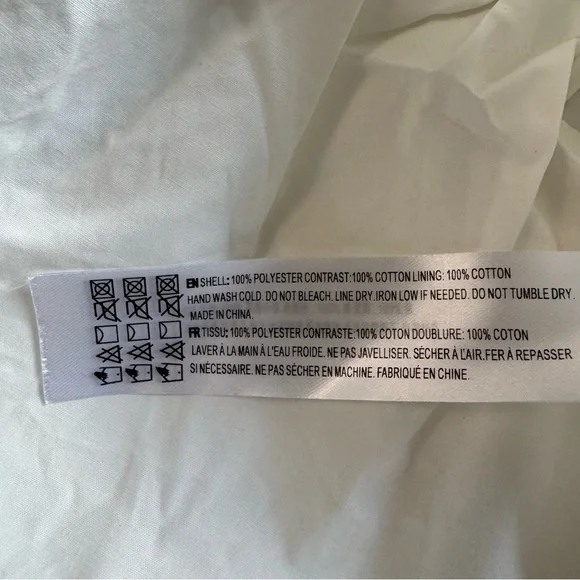 EN SHELL: 100% POLYESTER CONTRAST:100% COTTON LINING: 100% COTTON
HAND WASH COLD. DO NOT BLEACH. LINE DRY.IRON LOW IF NEEDED. DO NOT TUMBLE DRY.
MADE IN CHINA.
FR TISSU: 100% POLYESTER CONTRASTE:100% COTON DOUBLURE: 100% COTON
LAVER À LA MAIN À L'EAU FROIDE. NE PAS JAVELLISER. SÉCHER À L'AIR.FER À REPASSER
SI NÉCESSAIRE. NE PAS SÉCHER EN MACHINE. FABRIQUÉ EN CHINE.